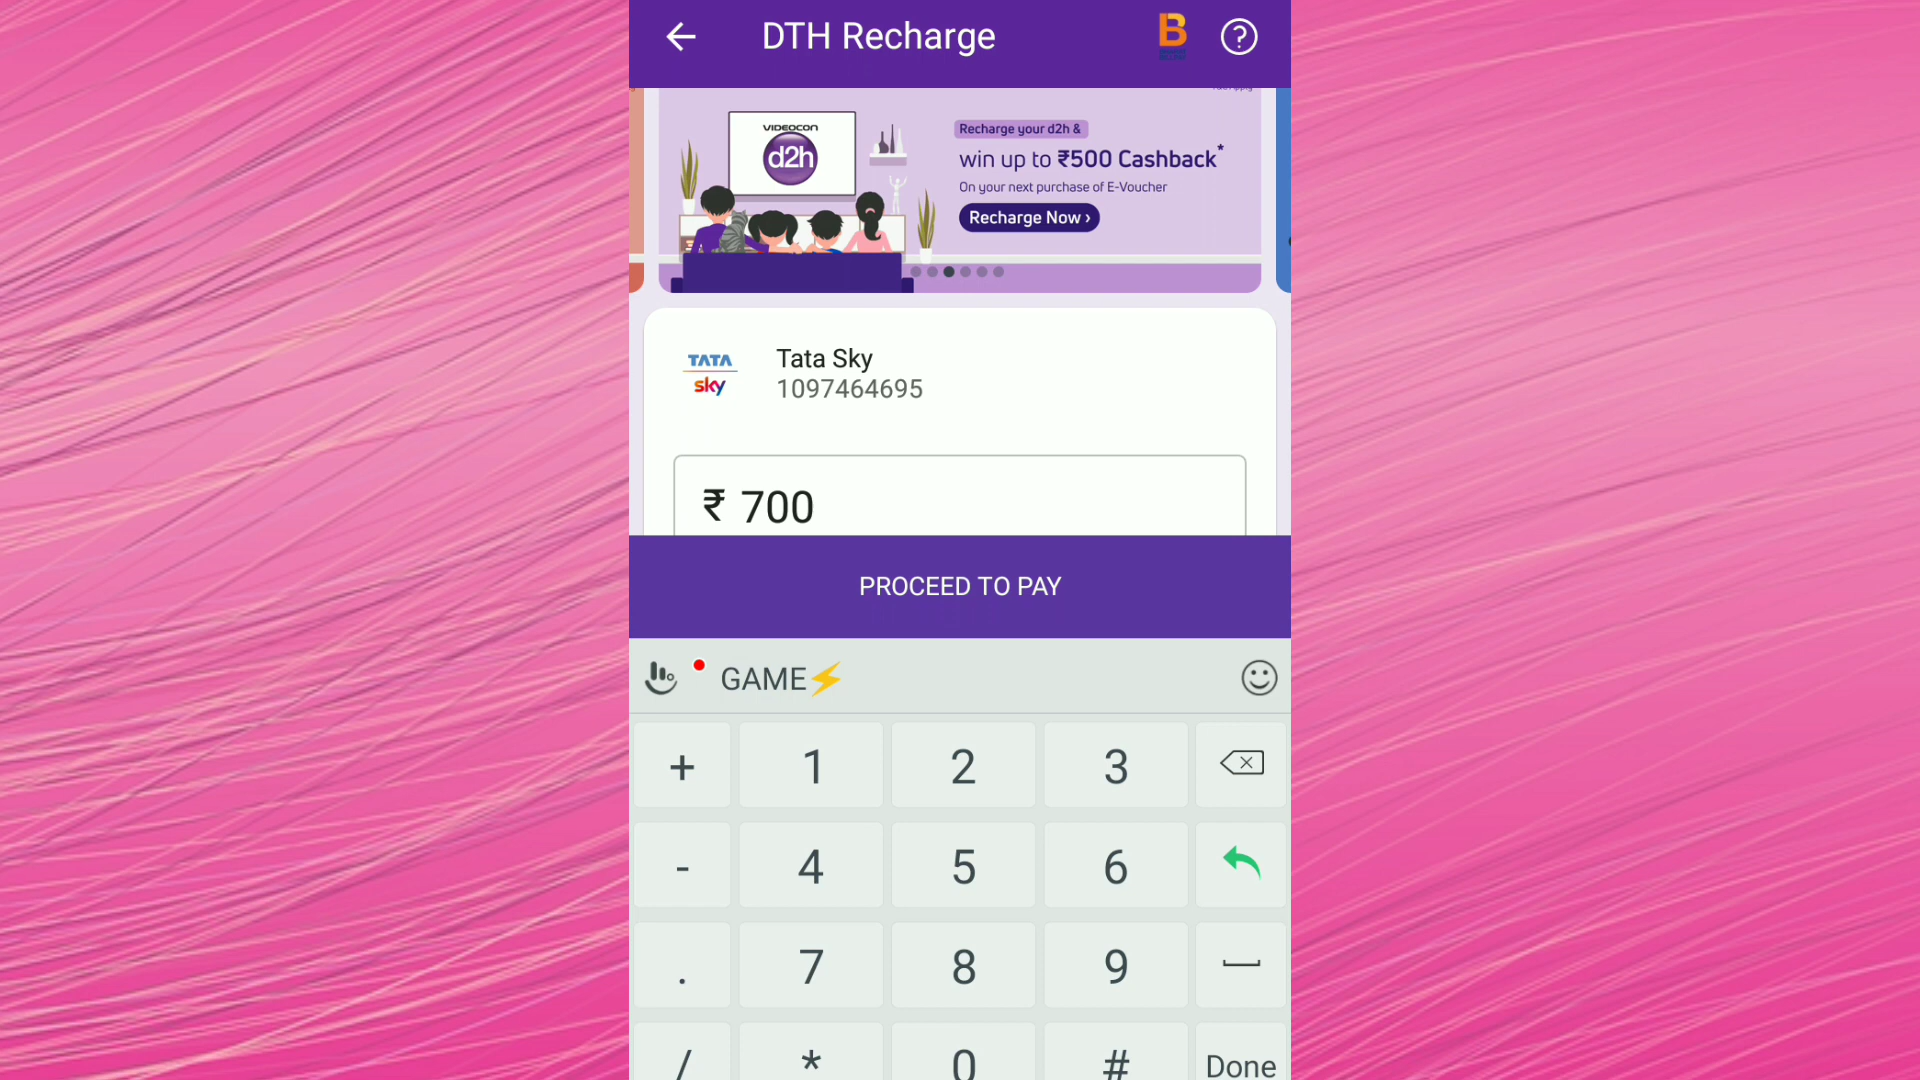 DTH Recharge
B
VIDEOCON
d2h
Recharge your d2h &
win up to ₹500 Cashback*
On your next purchase of E-Voucher
Recharge Now ›
TATA
sky
Tata Sky
1097464695
₹ 700
PROCEED TO PAY
GAME⚡
+ 1 2 3
- 4 5 6
. 7 8 9
/ * 0 # Done